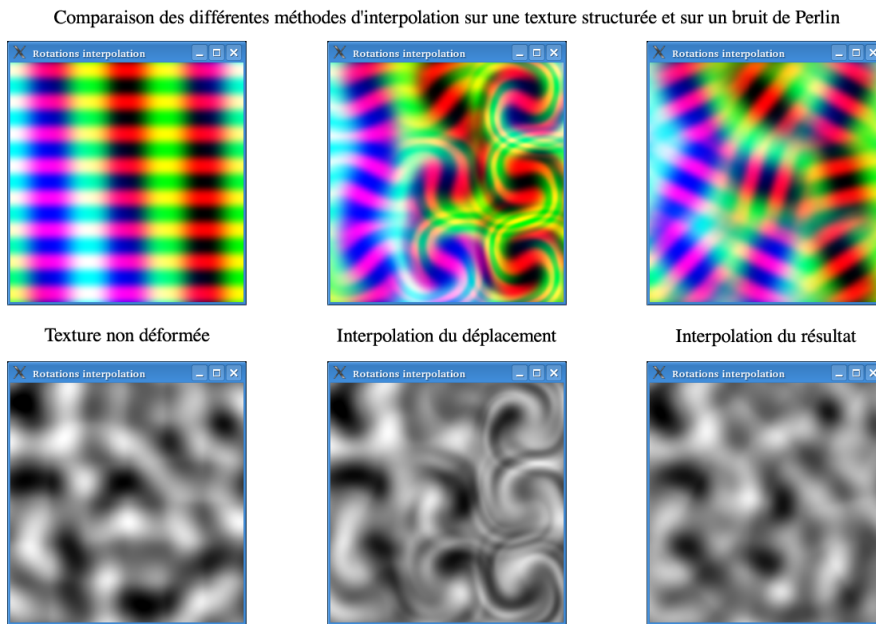 Comparaison des différentes méthodes d'interpolation sur une texture structurée et sur un bruit de Perlin
Rotations interpolation
Rotations interpolation
Rotations interpolation
Texture non déformée
Interpolation du déplacement
Interpolation du résultat
Rotations interpolation
Rotations interpolation
Rotations interpolation